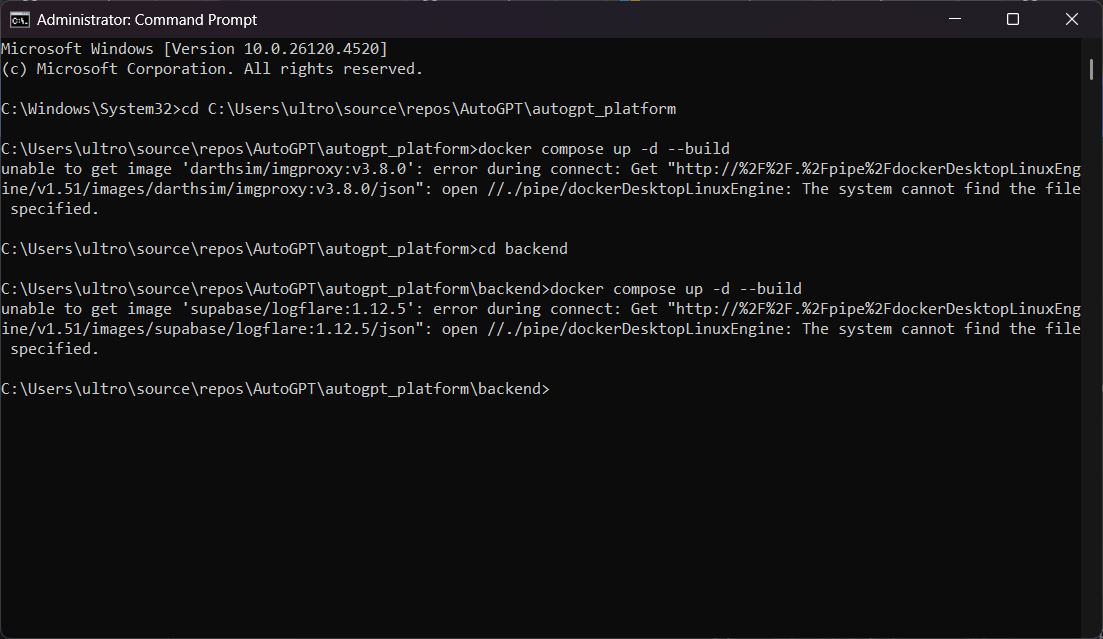 Administrator: Command Prompt
Microsoft Windows [Version 10.0.26120.4520]
(c) Microsoft Corporation. All rights reserved.
C:\Windows\System32>cd C:\Users\ultro\source\repos\AutoGPT\autogpt_platform
C:\Users\ultro\source\repos\AutoGPT\autogpt_platform>docker compose up -d --build
unable to get image 'darthsim/imgproxy:v3.8.0': error during connect: Get "http://%2F%2F.%2Fpipe%2FdockerDesktopLinuxEng
ine/v1.51/images/darthsim/imgproxy:v3.8.0/json": open //./pipe/dockerDesktopLinuxEngine: The system cannot find the file
 specified.
C:\Users\ultro\source\repos\AutoGPT\autogpt_platform>cd backend
C:\Users\ultro\source\repos\AutoGPT\autogpt_platform\backend>docker compose up -d --build
unable to get image 'supabase/logflare:1.12.5': error during connect: Get "http://%2F%2F.%2Fpipe%2FdockerDesktopLinuxEng
ine/v1.51/images/supabase/logflare:1.12.5/json": open //./pipe/dockerDesktopLinuxEngine: The system cannot find the file
 specified.
C:\Users\ultro\source\repos\AutoGPT\autogpt_platform\backend>